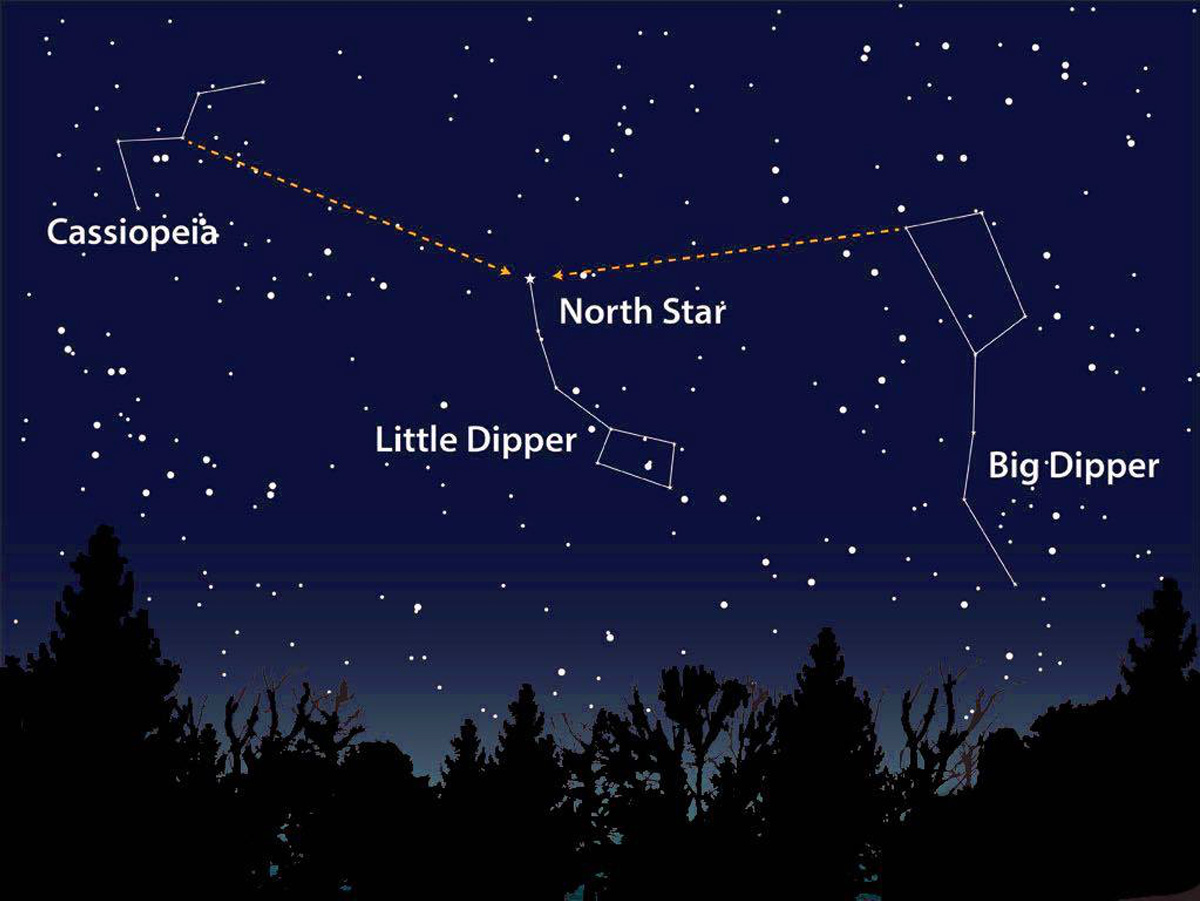 Cassiopeia
North Star
Little Dipper
Big Dipper